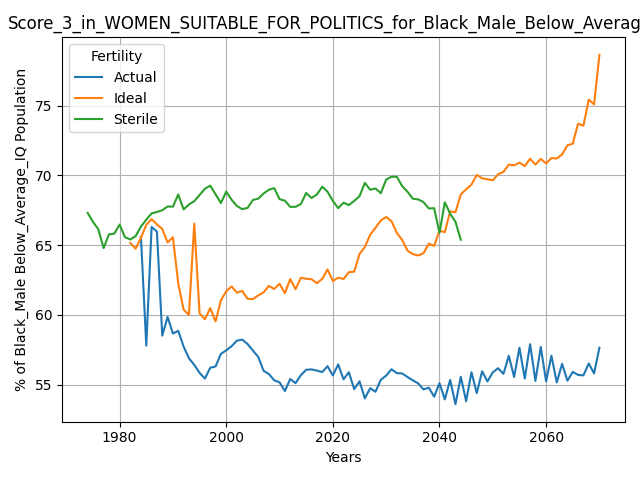 Score_3_in_WOMEN_SUITABLE_FOR_POLITICS_for_Black_Male_Below_Averag
Fertility
Actual
Ideal
Sterile
% of Black_Male Below_Average_IQ Population
75
70
65
60
55
1980
2000
2020
2040
2060
Years